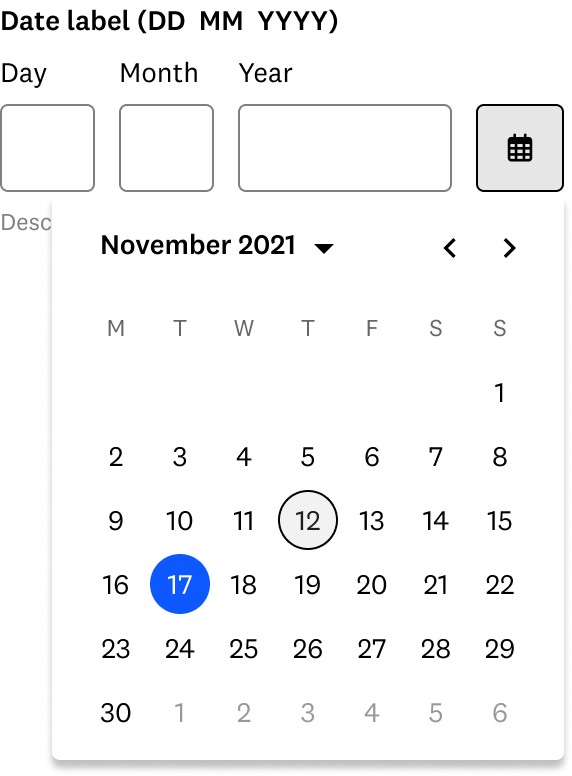 Date label (DD MM YYYY)
Day Month Year
Desc
November 2021
M T W T F S S
1
2 3 4 5 6 7 8
9 10 11 12 13 14 15
16 17 18 19 20 21 22
23 24 25 26 27 28 29
30 1 2 3 4 5 6